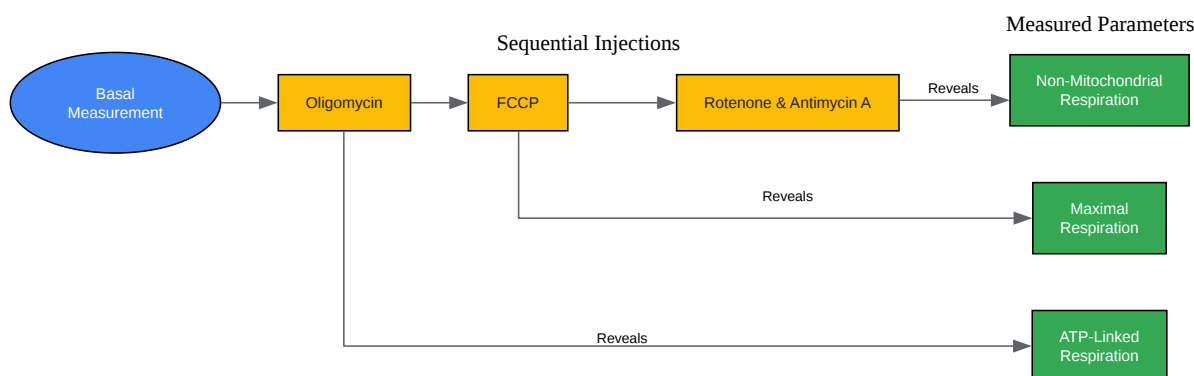 Measured Parameters
Sequential Injections
Basal
Measurement
Oligomycin
FCCP
Rotenone & Antimycin A
Reveals
Non-Mitochondrial
Respiration
Reveals
Maximal
Respiration
Reveals
ATP-Linked
Respiration